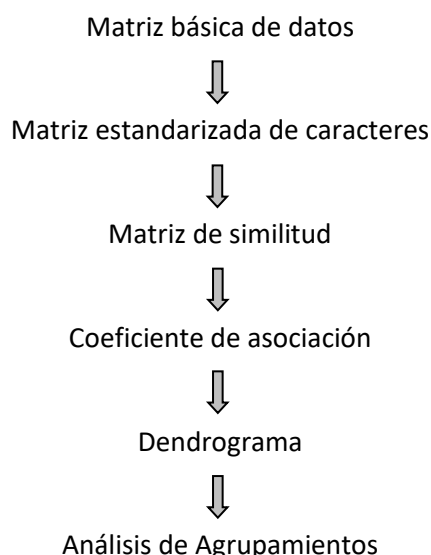 Matriz básica de datos
Matriz estandarizada de caracteres
Matriz de similitud
Coeficiente de asociación
Dendrograma
Análisis de Agrupamientos